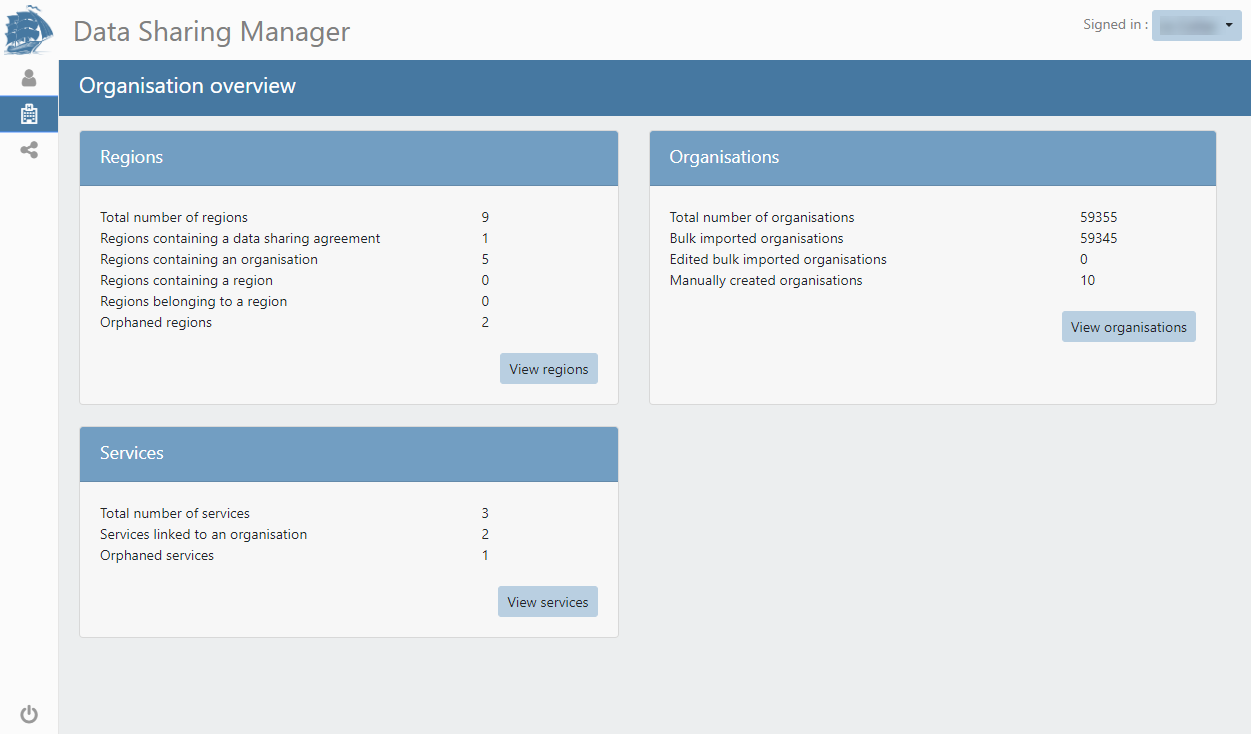 Data Sharing Manager
Signed in :
Organisation overview
Regions
Total number of regions 9
Regions containing a data sharing agreement 1
Regions containing an organisation 5
Regions containing a region 0
Regions belonging to a region 0
Orphaned regions 2
View regions
Organisations
Total number of organisations 59355
Bulk imported organisations 59345
Edited bulk imported organisations 0
Manually created organisations 10
View organisations
Services
Total number of services 3
Services linked to an organisation 2
Orphaned services 1
View services